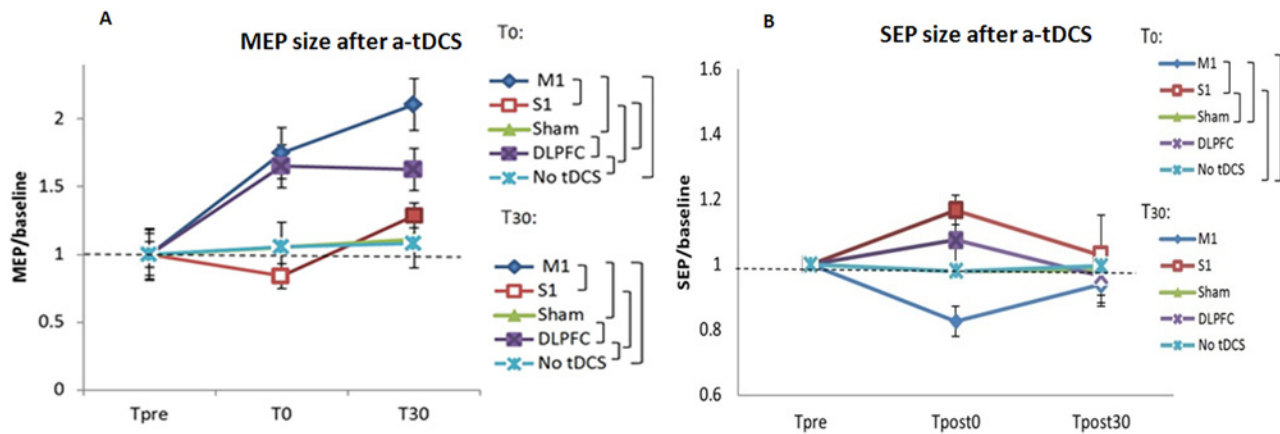 A
MEP size after a-tDCS
MEP/baseline
2
1.5
1
0.5
0
Tpre T0 T30
T0:
M1
S1
Sham
DLPFC
No tDCS
T30:
M1
S1
Sham
DLPFC
No tDCS
B
SEP size after a-tDCS
SEP/baseline
1.6
1.4
1.2
1
0.8
0.6
Tpre Tpost0 Tpost30
T0:
M1
S1
Sham
DLPFC
No tDCS
T30:
M1
S1
Sham
DLPFC
No tDCS